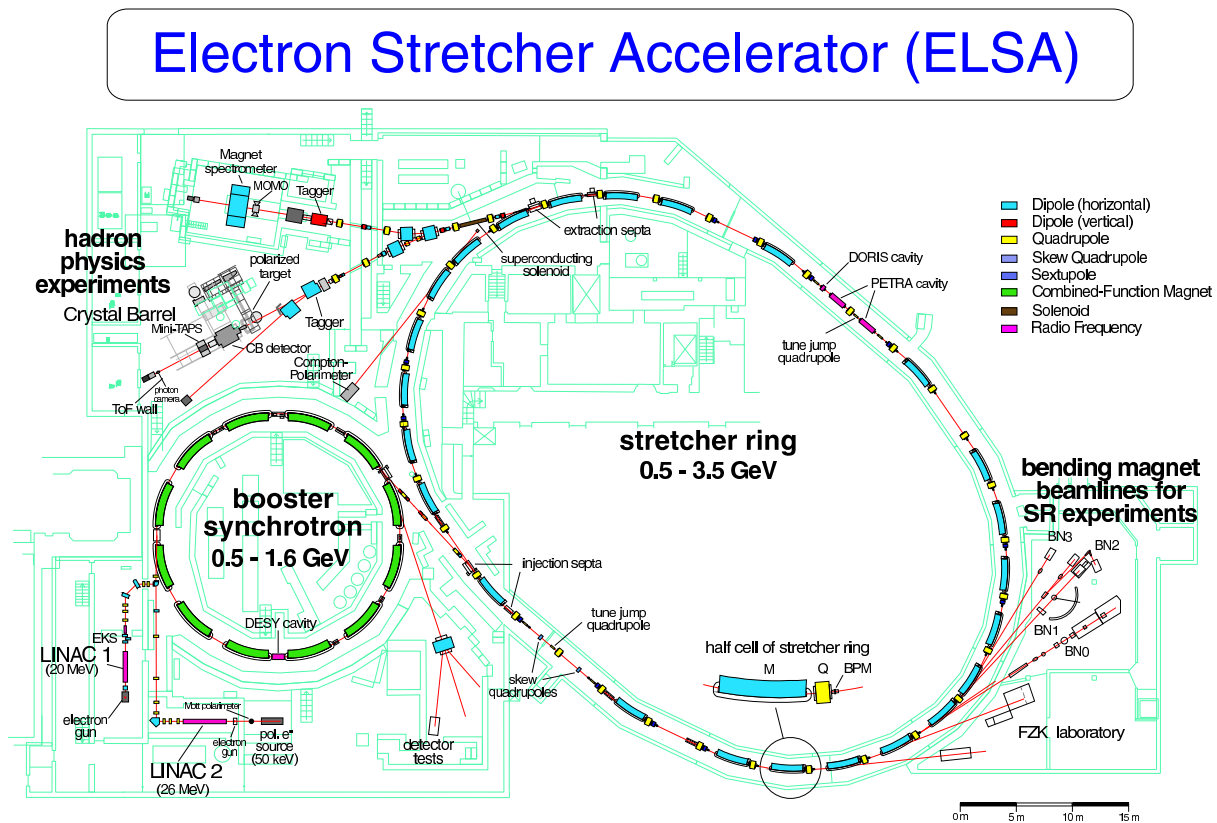 Electron Stretcher Accelerator (ELSA)
Magnet
spectrometer
MOMO
Tagger
hadron
physics
experiments
polarized
target
Crystal Barrel
Mini-TAPS
CB detector
Tagger
photon
camera
ToF wall
Compton-
Polarimeter
extraction septa
superconducting
solenoid
DORIS cavity
PETRA cavity
tune jump
quadrupole
Dipole (horizontal)
Dipole (vertical)
Quadrupole
Skew Quadrupole
Sextupole
Combined-Function Magnet
Solenoid
Radio Frequency
stretcher ring
0.5 - 3.5 GeV
booster
synchrotron
0.5 - 1.6 GeV
DESY cavity
bending magnet
beamlines for
SR experiments
BN3
BN2
BN1
BN0
injection septa
tune jump
quadrupole
skew
quadrupoles
half cell of stretcher ring
M
Q
BPM
EKS
LINAC 1
(20 MeV)
electron
gun
Mott polarimeter
electron
gun
pol. e-
source
(50 keV)
LINAC 2
(26 MeV)
detector
tests
FZK laboratory
0 m
5 m
10 m
15 m